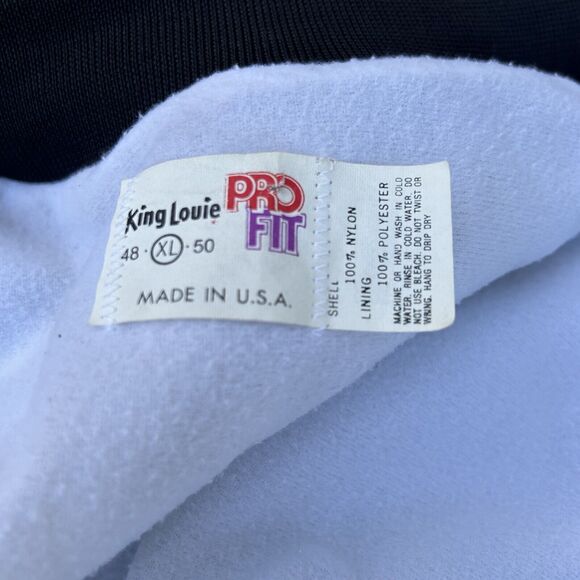 King Louie
PRO
FIT
48 · XL · 50
MADE IN U.S.A.
SHELL
100% NYLON
LINING
100% POLYESTER
MACHINE OR HAND WASH IN COLD
WATER. RINSE IN COLD WATER. DO
NOT USE BLEACH. DO NOT TWIST OR
WRING. HANG TO DRIP DRY